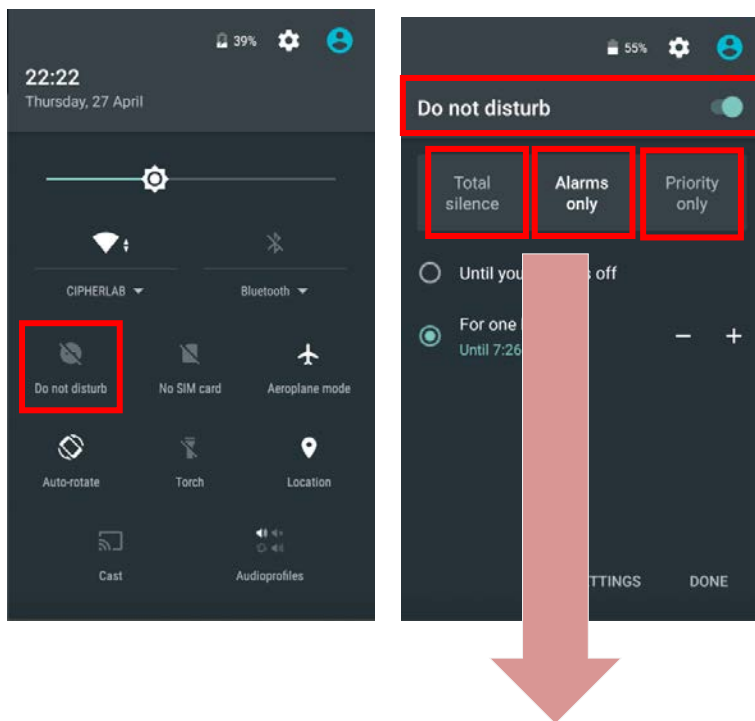 39%
22:22
Thursday, 27 April
CIPHERLAB
Bluetooth
Do not disturb
No SIM card
Aeroplane mode
Auto-rotate
Torch
Location
Cast
Audioprofiles
55%
Do not disturb
Total
silence
Alarms
only
Priority
only
Until you off
For one
Until 7:26
DONE